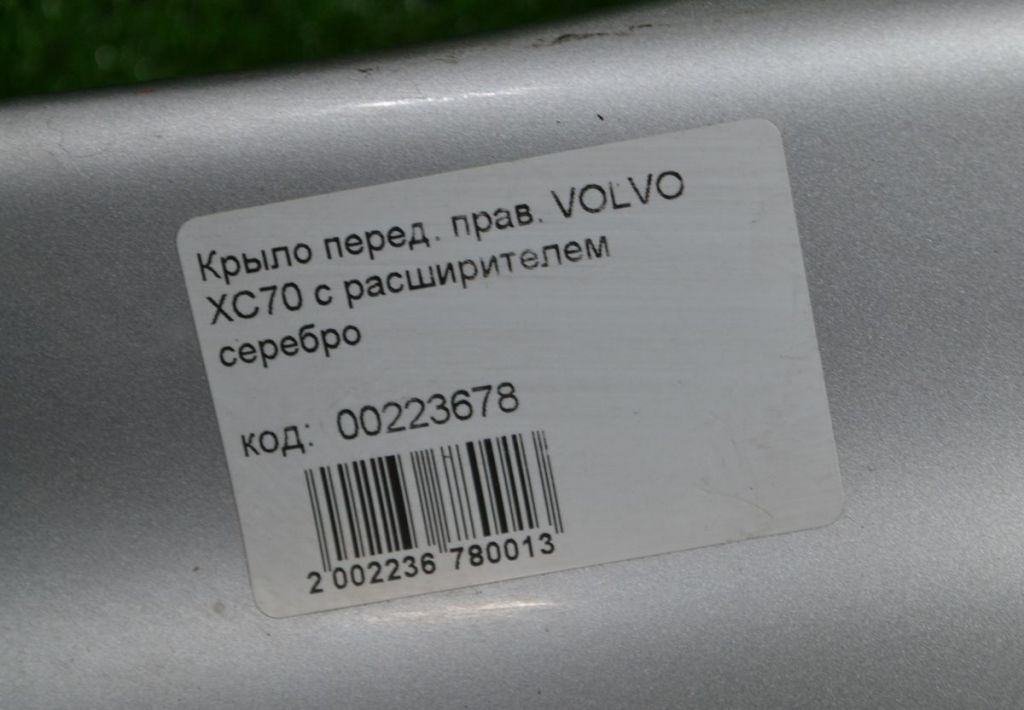 Крыло перед. прав. VOLVO
XC70 с расширителем
серебро
код: 00223678
2 002236 780013